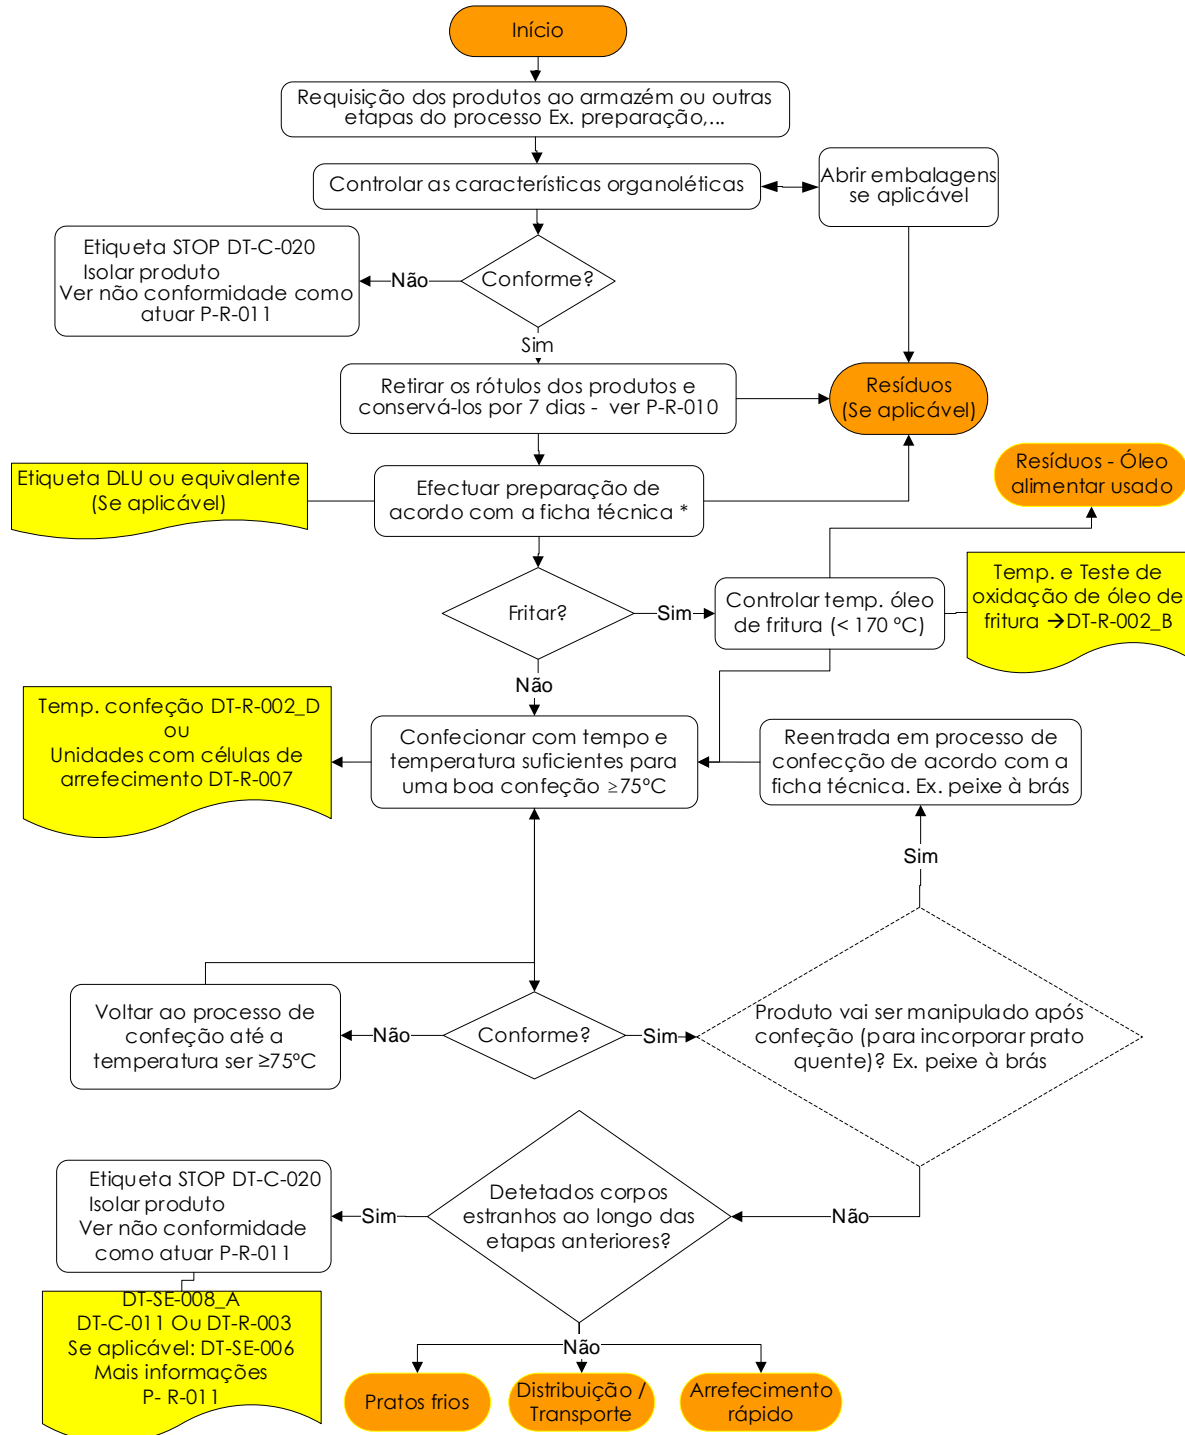 Início
Requisição dos produtos ao armazém ou outras
etapas do processo Ex. preparação,...
Controlar as características organoléticas
Abrir embalagens
se aplicável
Etiqueta STOP DT-C-020
Isolar produto
Ver não conformidade como
atuar P-R-011
Não
Conforme?
Sim
Retirar os rótulos dos produtos e
conservá-los por 7 dias - ver P-R-010
Resíduos
(Se aplicável)
Etiqueta DLU ou equivalente
(Se aplicável)
Efectuar preparação de
acordo com a ficha técnica *
Resíduos - Óleo
alimentar usado
Fritar?
Sim
Controlar temp. óleo
de fritura (< 170 ºC)
Temp. e Teste de
oxidação de óleo de
fritura →DT-R-002_B
Não
Temp. confeção DT-R-002_D
ou
Unidades com células de
arrefecimento DT-R-007
Confecionar com tempo e
temperatura suficientes para
uma boa confeção ≥75ºC
Reentrada em processo de
confecção de acordo com a
ficha técnica. Ex. peixe à brás
Sim
Voltar ao processo de
confeção até a
temperatura ser ≥75ºC
Não
Conforme?
Sim
Produto vai ser manipulado após
confeção (para incorporar prato
quente)? Ex. peixe à brás
Etiqueta STOP DT-C-020
Isolar produto
Ver não conformidade
como atuar P-R-011
Sim
Detetados corpos
estranhos ao longo das
etapas anteriores?
Não
DT-SE-008_A
DT-C-011 Ou DT-R-003
Se aplicável: DT-SE-006
Mais informações
P- R-011
Não
Pratos frios
Distribuição /
Transporte
Arrefecimento
rápido